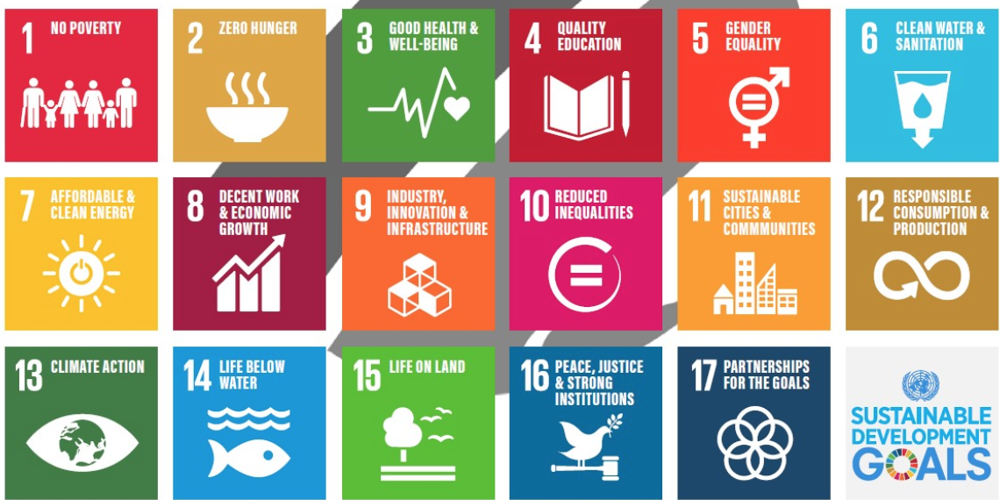 1 NO POVERTY
2 ZERO HUNGER
3 GOOD HEALTH &
WELL-BEING
4 QUALITY
EDUCATION
5 GENDER
EQUALITY
6 CLEAN WATER &
SANITATION
7 AFFORDABLE &
CLEAN ENERGY
8 DECENT WORK
& ECONOMIC
GROWTH
9 INDUSTRY,
INNOVATION &
INFRASTRUCTURE
10 REDUCED
INEQUALITIES
11 SUSTAINABLE
CITIES &
COMMMUNITIES
12 RESPONSIBLE
CONSUMPTION &
PRODUCTION
13 CLIMATE ACTION
14 LIFE BELOW
WATER
15 LIFE ON LAND
16 PEACE, JUSTICE
& STRONG
INSTITUTIONS
17 PARTNERSHIPS
FOR THE GOALS
SUSTAINABLE
DEVELOPMENT
GOALS